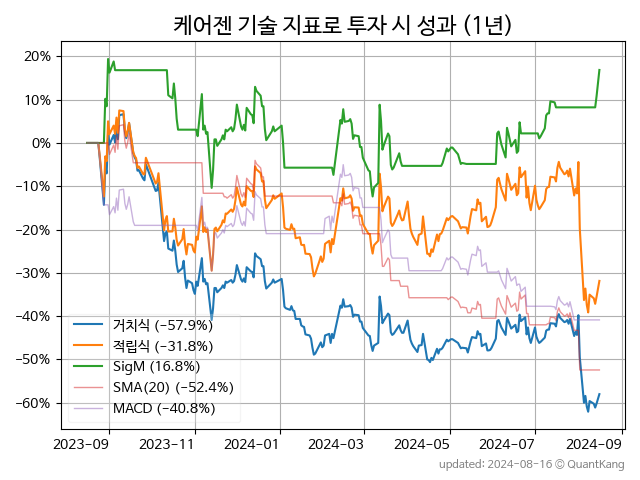 케어젠 기술 지표로 투자 시 성과 (1년)
20%
10%
0%
−10%
−20%
−30%
−40%
−50%
−60%
거치식 (−57.9%)
적립식 (−31.8%)
SigM (16.8%)
SMA(20) (−52.4%)
MACD (−40.8%)
2023-09 2023-11 2024-01 2024-03 2024-05 2024-07 2024-09
updated: 2024-08-16 © QuantKang